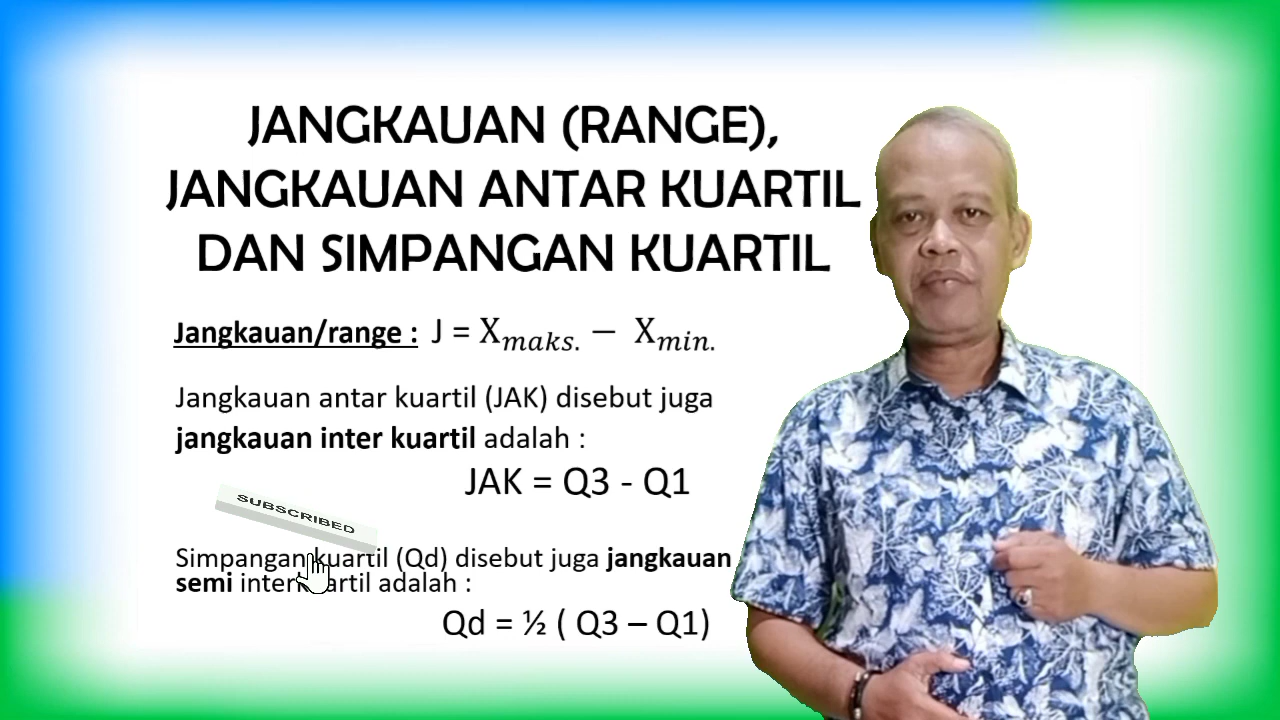 JANGKAUAN (RANGE),
JANGKAUAN ANTAR KUARTIL
DAN SIMPANGAN KUARTIL
Jangkauan/range : J = X maks. − X min.
Jangkauan antar kuartil (JAK) disebut juga
jangkauan inter kuartil adalah :
JAK = Q3 - Q1
SUBSCRIBED
Simpangan kuartil (Qd) disebut juga jangkauan
semi inter kuartil adalah :
Qd = ½ ( Q3 – Q1)